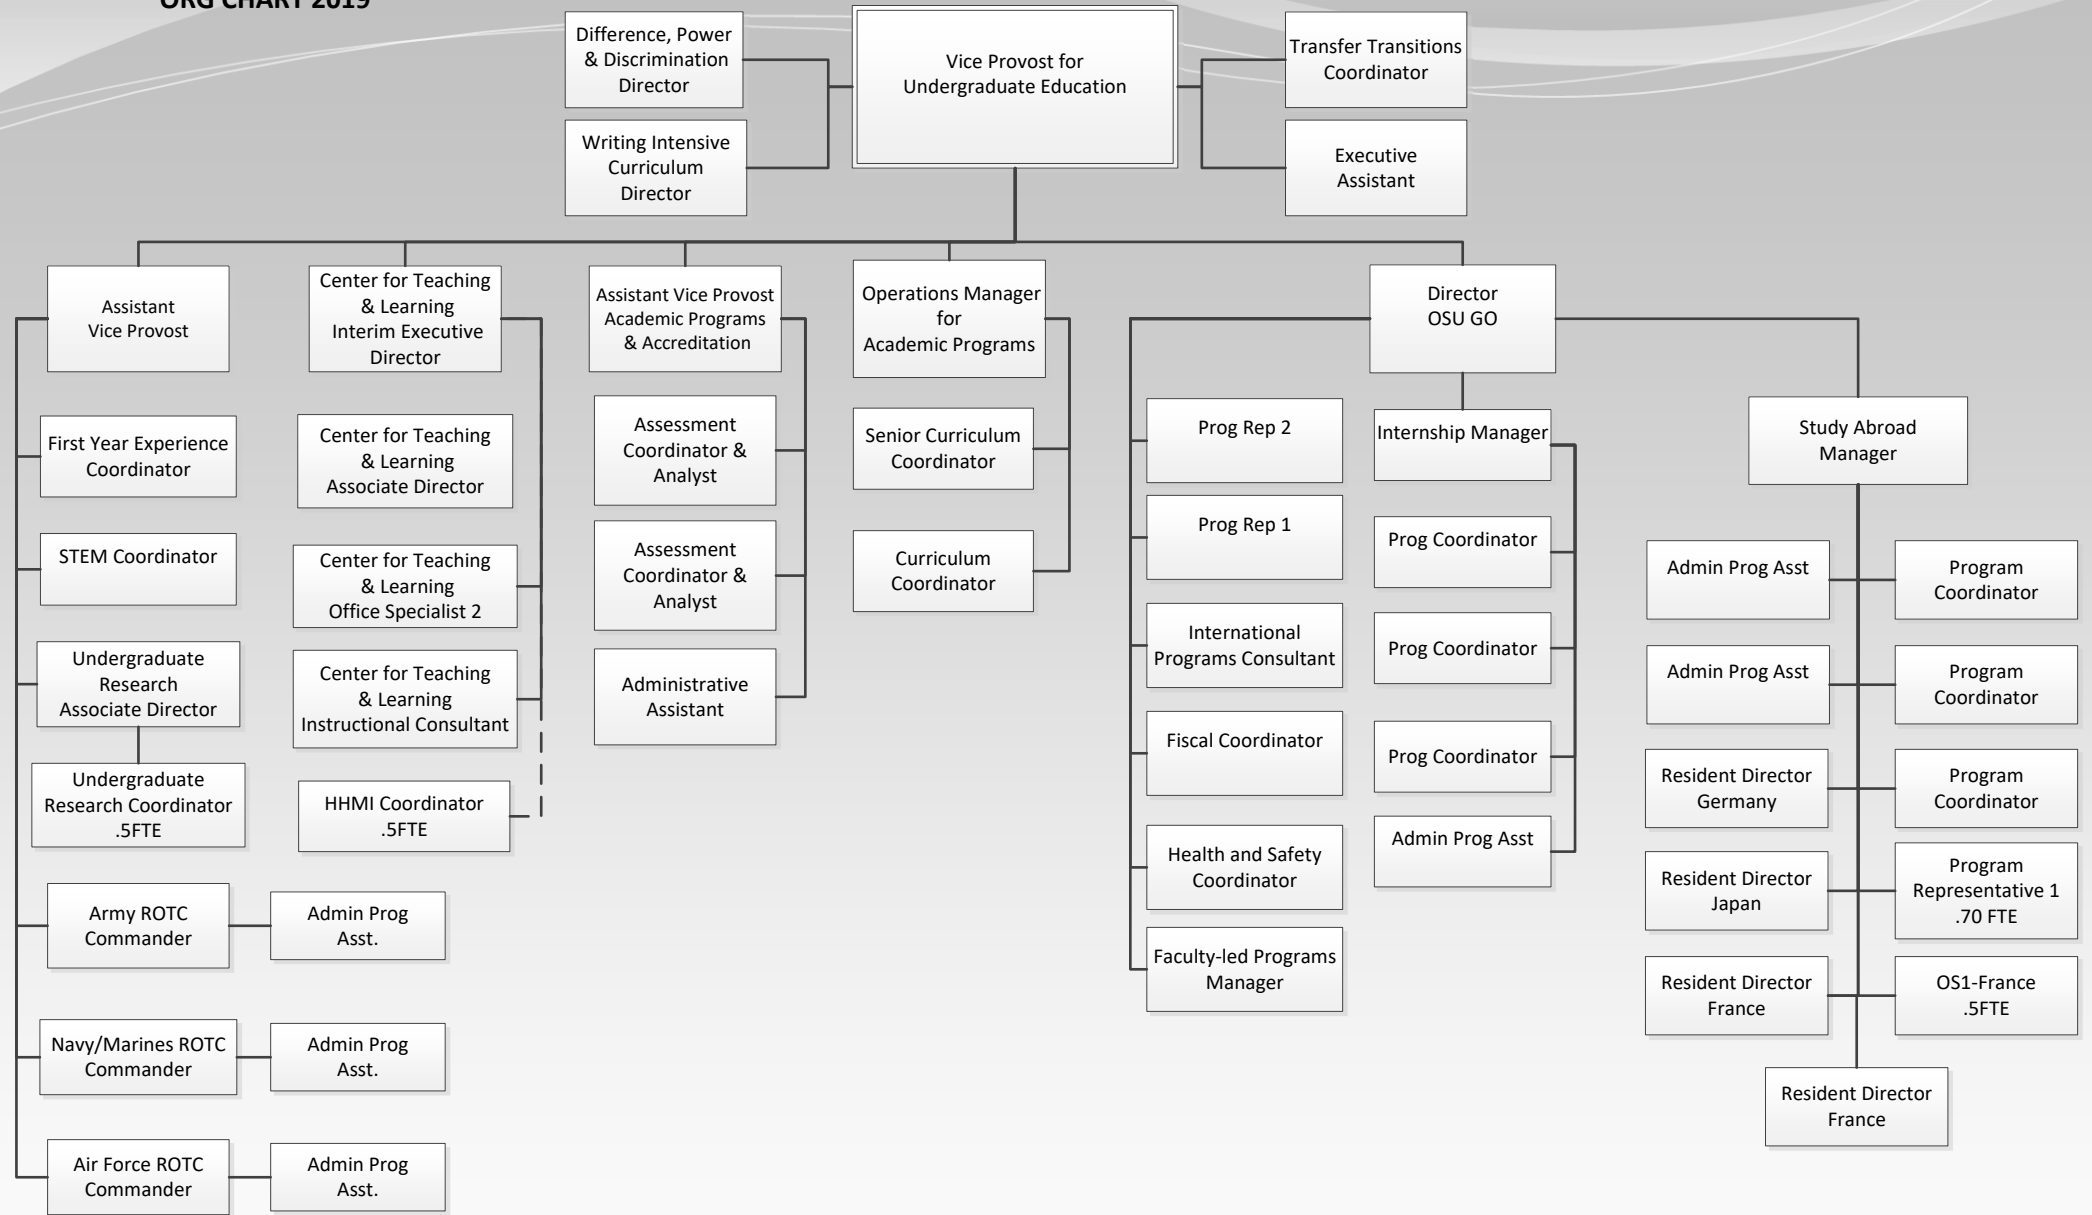 ORG CHART 2019
Difference, Power
& Discrimination
Director
Writing Intensive
Curriculum
Director
Vice Provost for
Undergraduate Education
Transfer Transitions
Coordinator
Executive
Assistant
Assistant
Vice Provost
First Year Experience
Coordinator
STEM Coordinator
Undergraduate
Research
Associate Director
Undergraduate
Research Coordinator
.5FTE
Army ROTC
Commander
Admin Prog
Asst.
Navy/Marines ROTC
Commander
Admin Prog
Asst.
Air Force ROTC
Commander
Admin Prog
Asst.
Center for Teaching
& Learning
Interim Executive
Director
Center for Teaching
& Learning
Associate Director
Center for Teaching
& Learning
Office Specialist 2
Center for Teaching
& Learning
Instructional Consultant
HHMI Coordinator
.5FTE
Assistant Vice Provost
Academic Programs
& Accreditation
Assessment
Coordinator &
Analyst
Assessment
Coordinator &
Analyst
Administrative
Assistant
Operations Manager
for
Academic Programs
Senior Curriculum
Coordinator
Curriculum
Coordinator
Director
OSU GO
Prog Rep 2
Prog Rep 1
International
Programs Consultant
Fiscal Coordinator
Health and Safety
Coordinator
Faculty-led Programs
Manager
Internship Manager
Prog Coordinator
Prog Coordinator
Prog Coordinator
Admin Prog Asst
Study Abroad
Manager
Admin Prog Asst
Program
Coordinator
Admin Prog Asst
Program
Coordinator
Resident Director
Germany
Program
Coordinator
Resident Director
Japan
Program
Representative 1
.70 FTE
Resident Director
France
OS1-France
.5FTE
Resident Director
France